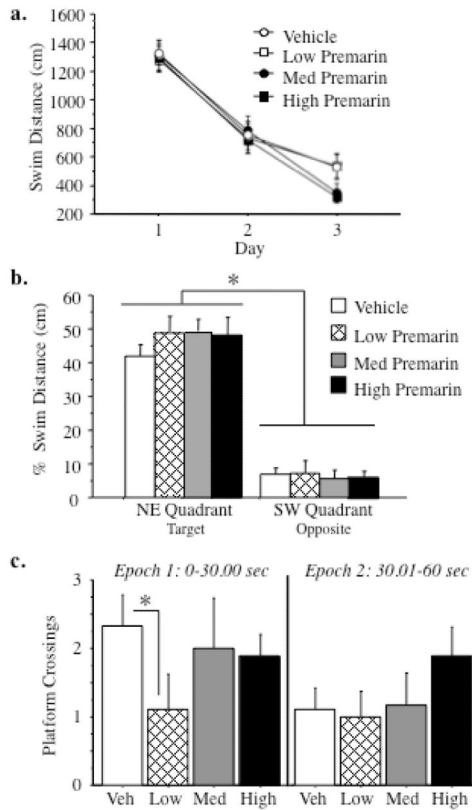 a.
1600
1400
1200
1000
800
600
400
200
Swim Distance (cm)
Vehicle
Low Premarin
Med Premarin
High Premarin
1 2 3
Day
b.
*
60
50
40
30
20
10
0
% Swim Distance (cm)
Vehicle
Low Premarin
Med Premarin
High Premarin
NE Quadrant SW Quadrant
Target Opposite
c.
Epoch 1: 0-30.00 sec Epoch 2: 30.01-60 sec
3
2
1
0
Platform Crossings
*
Veh Low Med High Veh Low Med High